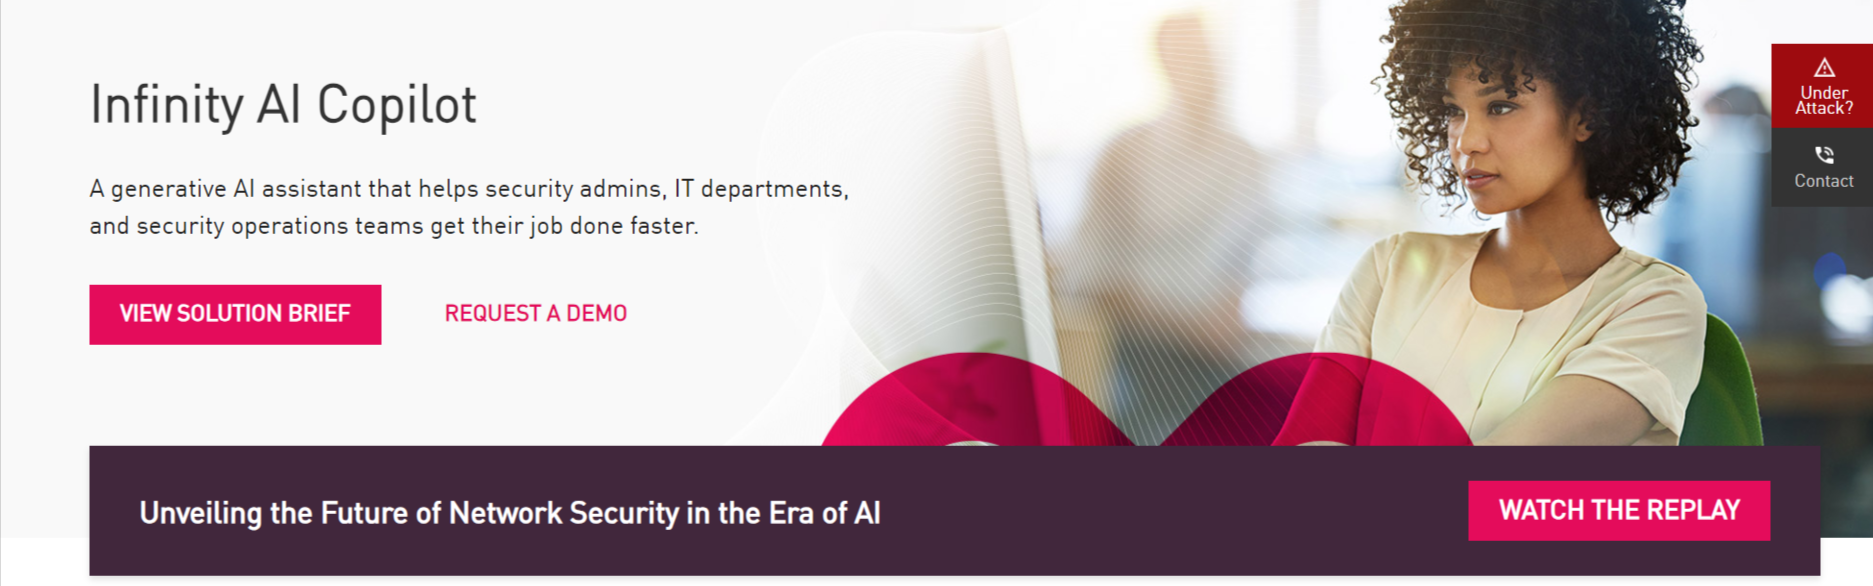 Infinity AI Copilot
A generative AI assistant that helps security admins, IT departments,
and security operations teams get their job done faster.
VIEW SOLUTION BRIEF
REQUEST A DEMO
Under
Attack?
Contact
Unveiling the Future of Network Security in the Era of AI
WATCH THE REPLAY